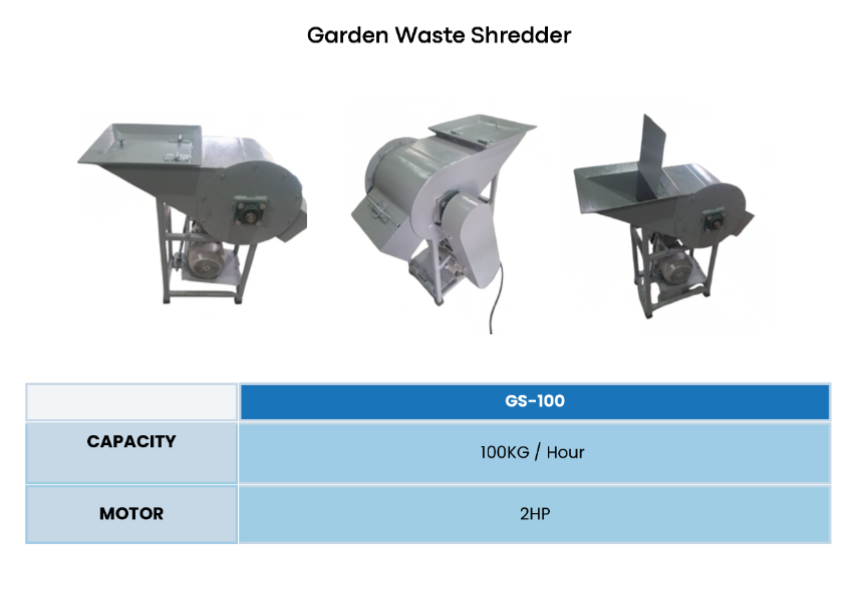 Garden Waste Shredder
GS-100
CAPACITY
100KG / Hour
MOTOR
2HP